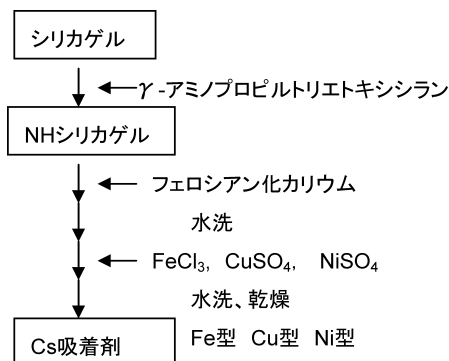 シリカゲル
γ-アミノプロピルトリエトキシシラン
NHシリカゲル
フェロシアン化カリウム
水洗
FeCl₃, CuSO₄, NiSO₄
水洗、乾燥
Cs吸着剤 Fe型 Cu型 Ni型